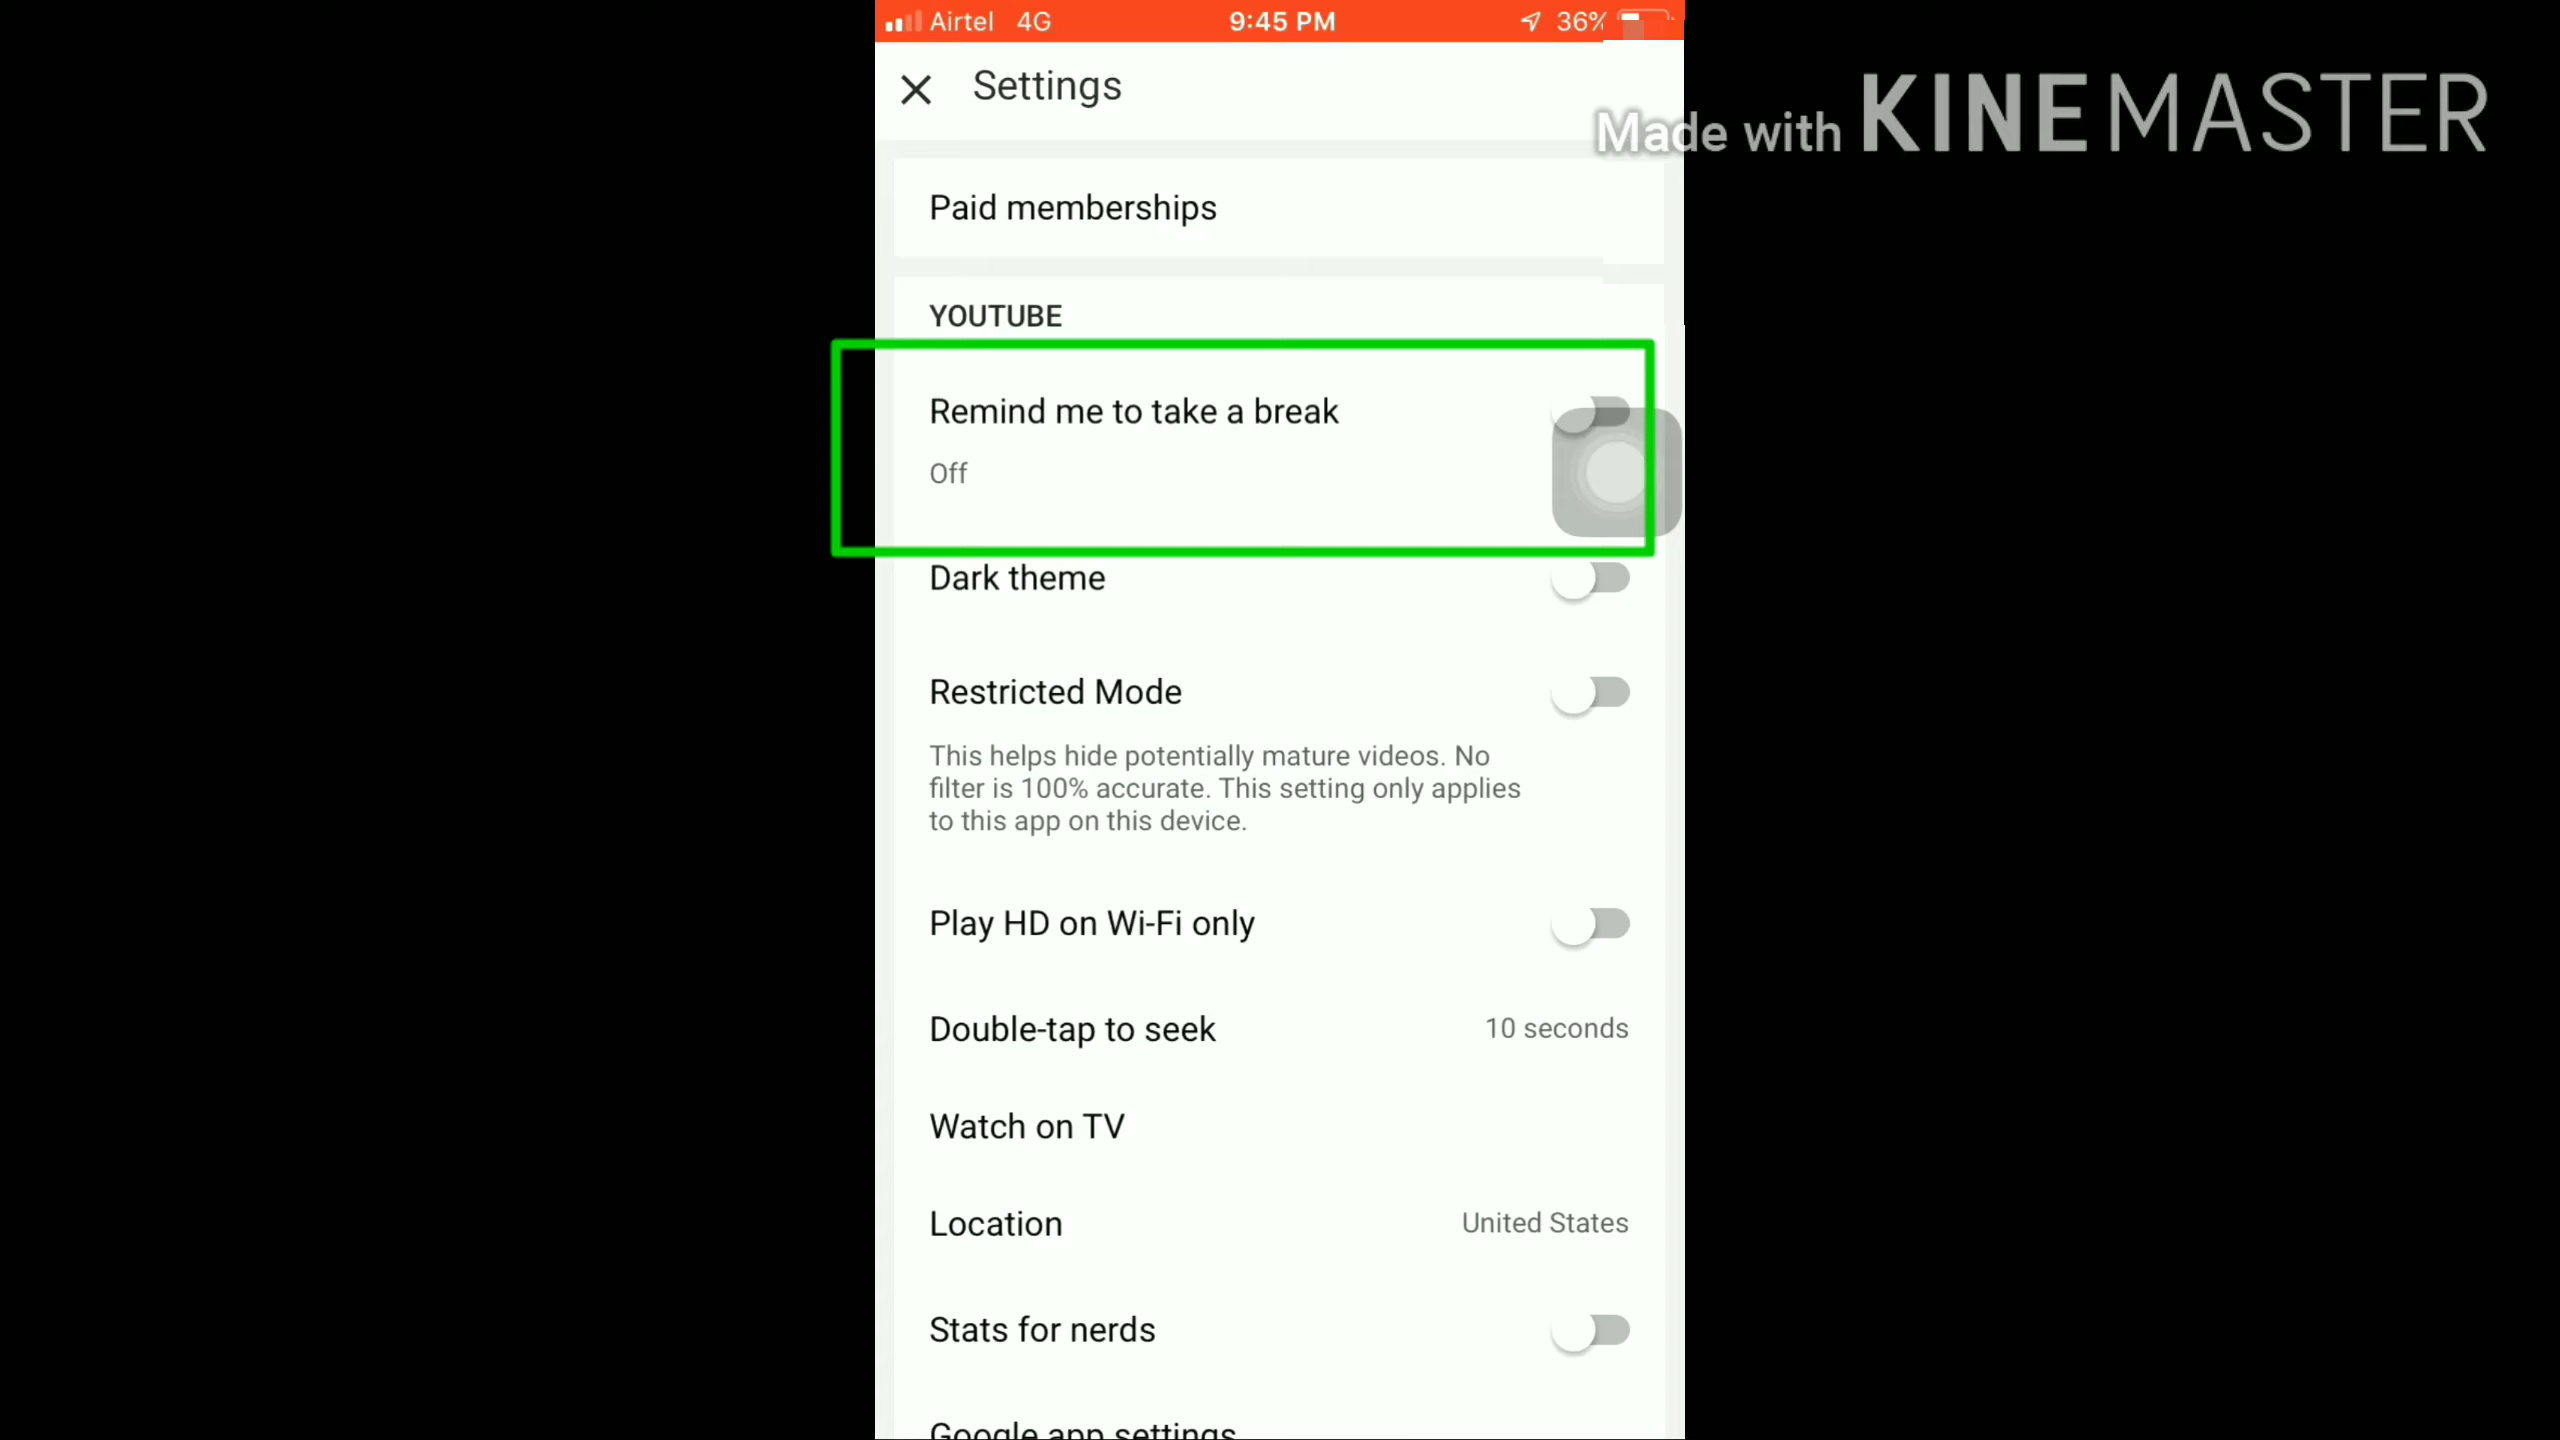 Airtel 4G 9:45 PM 36%
Settings
Made with KINEMASTER
Paid memberships
YOUTUBE
Remind me to take a break
Off
Dark theme
Restricted Mode
This helps hide potentially mature videos. No
filter is 100% accurate. This setting only applies
to this app on this device.
Play HD on Wi-Fi only
Double-tap to seek 10 seconds
Watch on TV
Location United States
Stats for nerds
Google app settings